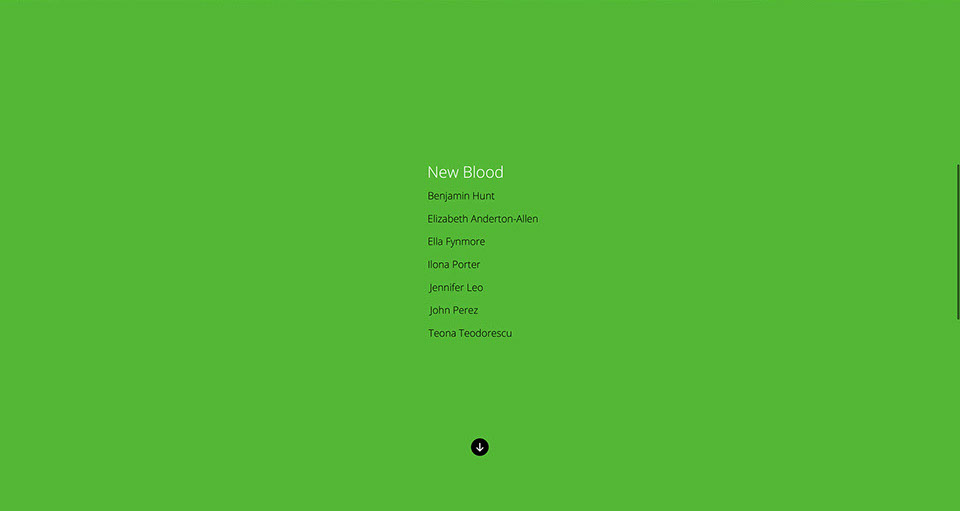 New Blood
Benjamin Hunt
Elizabeth Anderton-Allen
Ella Fynmore
Ilona Porter
Jennifer Leo
John Perez
Teona Teodorescu